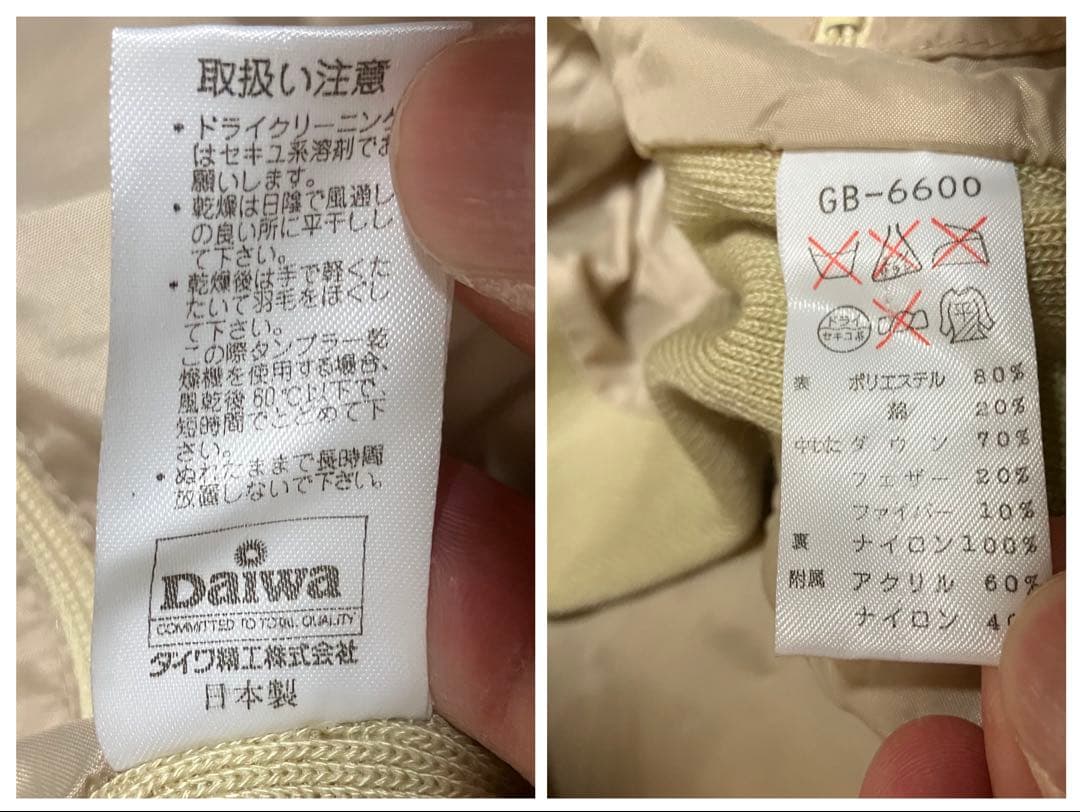 取扱い注意
・ドライクリーニング
はセキユ系溶剤でお
願いします。
・乾燥は日陰で風通し
の良い所に平干しし
て下さい。
・乾燥後は手で軽くた
たいて羽毛をほぐし
て下さい。
この際タンブラー乾
燥機を使用する場合、
風乾後60℃以下で、
短時間でとどめて下
さい。
・ぬれたままで長時間
放置しないで下さい。
Daiwa
COMMITTED TO TOTAL QUALITY
ダイワ精工株式会社
日本製
GB-6600
ドライ
セキユ系
平
表 ポリエステル 80%
綿 20%
中わた ダウン 70%
フェザー 20%
ファイバー 10%
裏 ナイロン 100%
附属 アクリル 60%
ナイロン 40